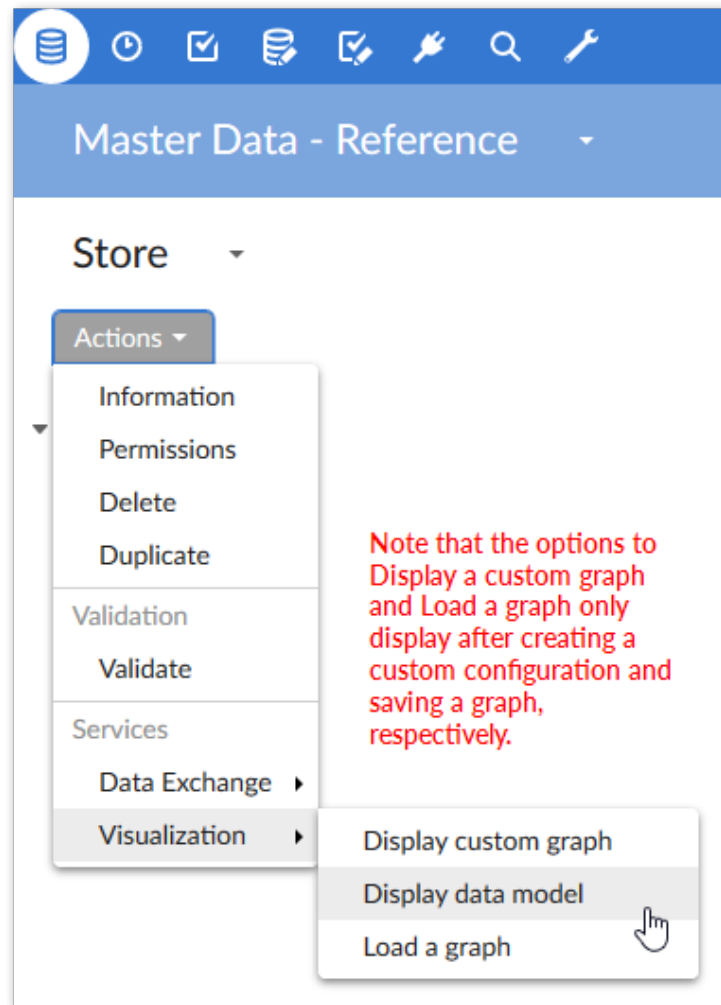 Master Data - Reference
Store
Actions
Information
Permissions
Delete
Duplicate
Note that the options to
Display a custom graph
and Load a graph only
display after creating a
custom configuration and
saving a graph,
respectively.
Validation
Validate
Services
Data Exchange
Visualization
Display custom graph
Display data model
Load a graph